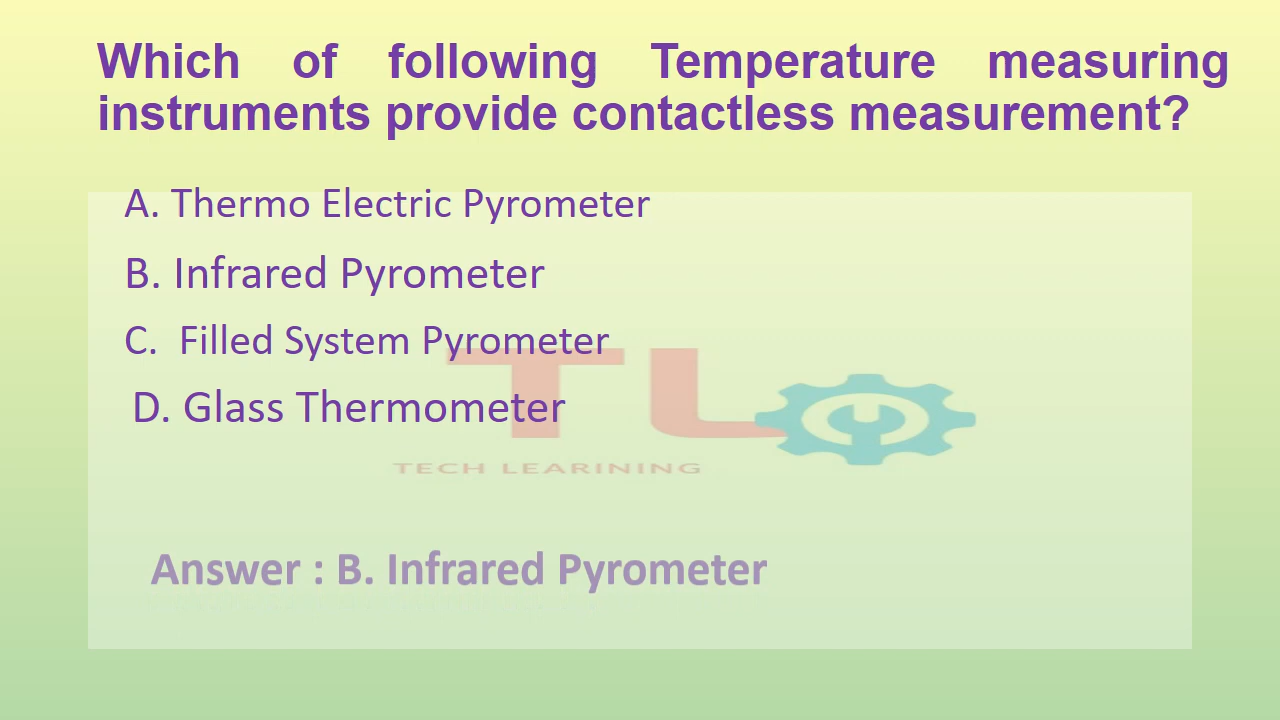 Which of following Temperature measuring
instruments provide contactless measurement?
A. Thermo Electric Pyrometer
B. Infrared Pyrometer
C. Filled System Pyrometer
D. Glass Thermometer
TL
TECH LEARINING
Answer : B. Infrared Pyrometer